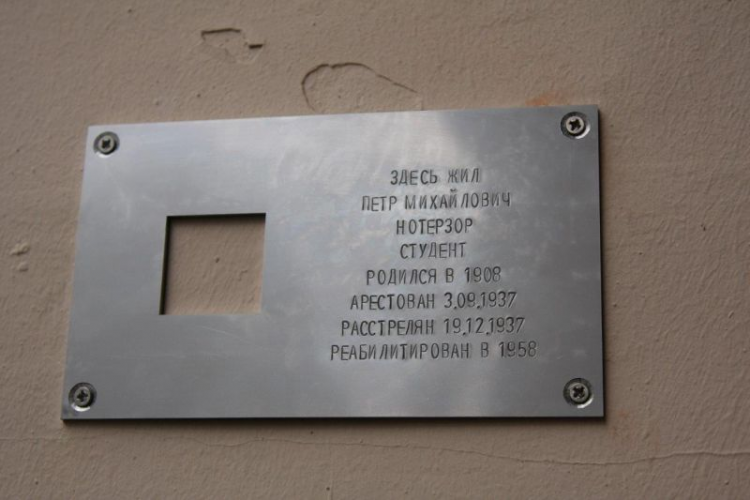 ЗДЕСЬ ЖИЛ
ПЕТР МИХАЙЛОВИЧ
НОТЕРЗОР
СТУДЕНТ
РОДИЛСЯ В 1908
АРЕСТОВАН 3.09.1937
РАССТРЕЛЯН 19.12.1937
РЕАБИЛИТИРОВАН В 1958